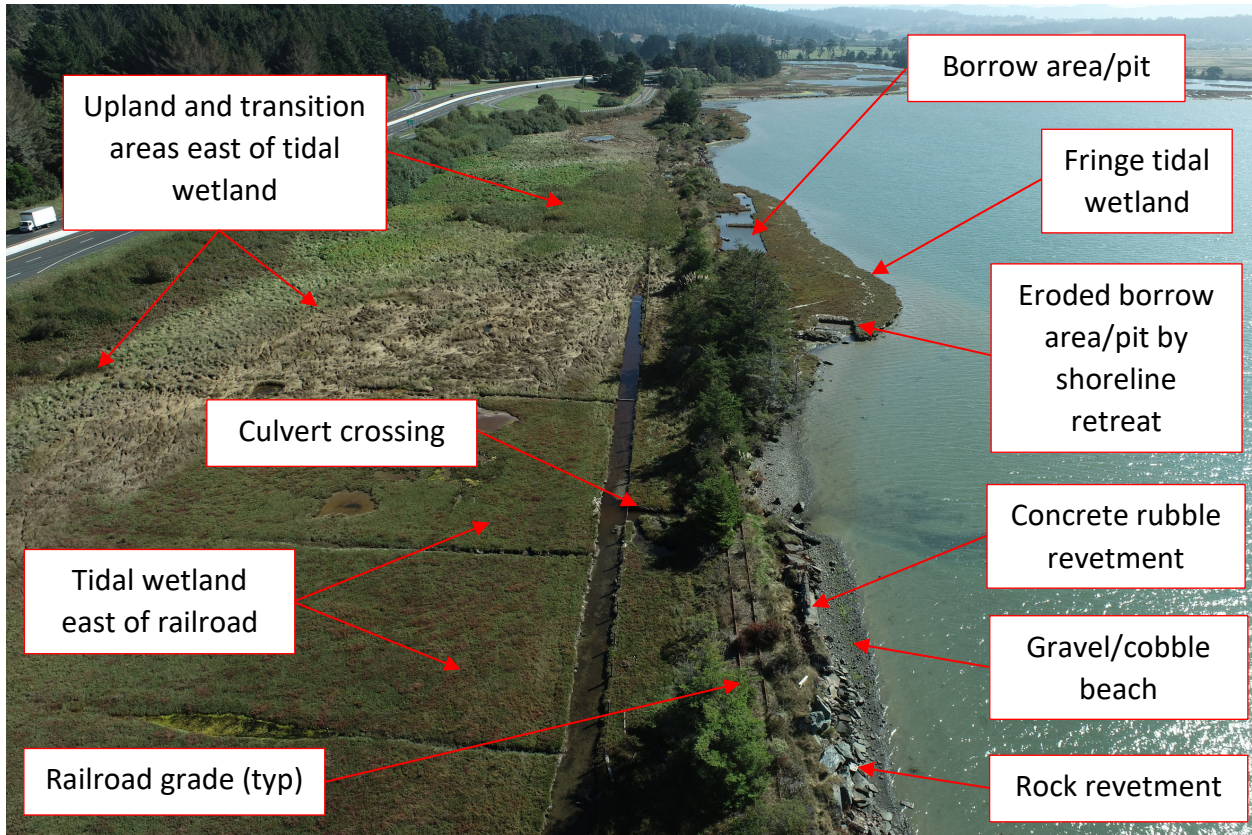 Upland and transition
areas east of tidal
wetland
Borrow area/pit
Fringe tidal
wetland
Eroded borrow
area/pit by
shoreline
retreat
Culvert crossing
Concrete rubble
revetment
Tidal wetland
east of railroad
Gravel/cobble
beach
Railroad grade (typ)
Rock revetment